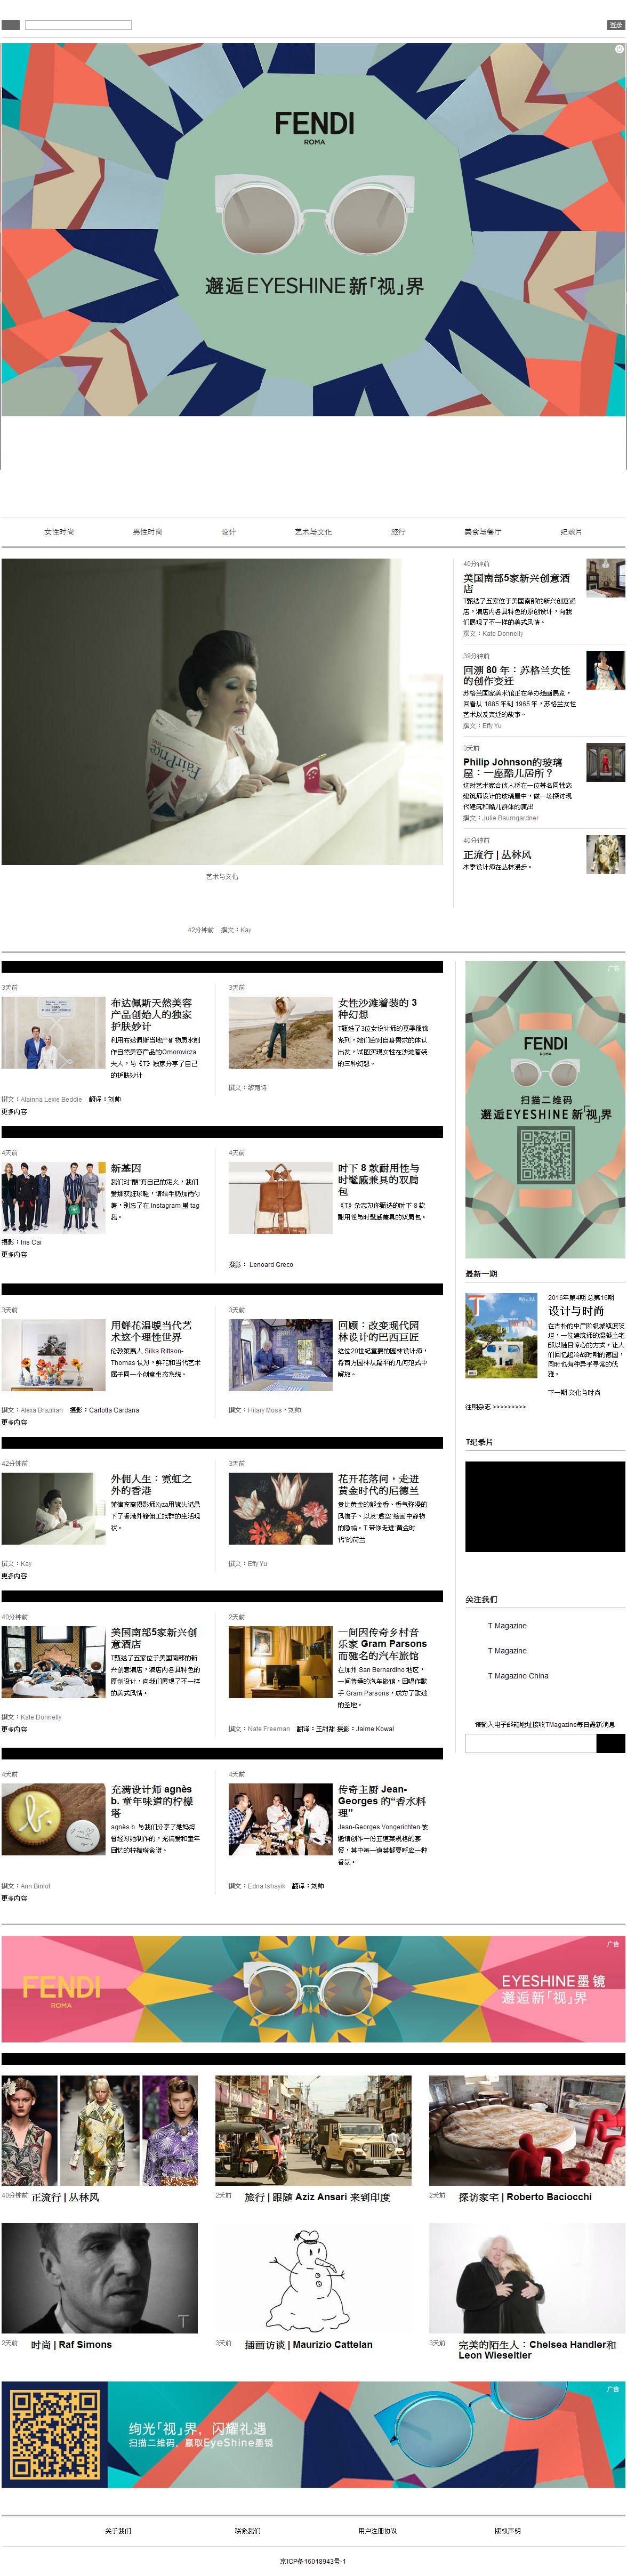 登录
FENDI
ROMA
邂逅EYESHINE新「视」界
女性时尚
男性时尚
设计
艺术与文化
旅行
美食与餐厅
纪录片
艺术与文化
42分钟前 撰文：Kay
40分钟前
美国南部5家新兴创意酒
店
T甄选了五家位于美国南部的新兴创意酒
店，酒店内各具特色的原创设计，向我
们展现了不一样的美式风情。
撰文：Kate Donnelly
39分钟前
回溯 80 年：苏格兰女性
的创作变迁
苏格兰国家美术馆正在举办绘画展览，
回看从 1885 年到 1965 年，苏格兰女性
艺术以及变迁的故事。
撰文：Effy Yu
3天前
Philip Johnson的玻璃
屋：一座酷儿居所？
这对艺术家合伙人将在一位著名同性恋
建筑师设计的玻璃屋中，做一场探讨现
代建筑和酷儿群体的演出
撰文：Julie Baumgardner
40分钟前
正流行 | 丛林风
本季设计师在丛林漫步。
3天前
布达佩斯天然美容
产品创始人的独家
护肤妙计
利用布达佩斯当地矿物质水制
作自然美容产品的Omorovicza
夫人，与《T》独家分享了自己
的护肤妙计
撰文：Alainna Lexie Beddie 翻译：刘帅
更多内容
3天前
女性沙滩着装的 3
种幻想
T甄选了3位女设计师的夏季服饰
系列，她们由对自身需求的体认
出发，试图实现女性在沙滩着装
的三种幻想。
撰文：黎雨诗
4天前
新基因
我们对“酷”有自己的定义，我们
爱那双脏球鞋，请给牛奶加两勺
糖，别忘了在 Instagram 里 tag
我。
摄影：Iris Cai
更多内容
4天前
时下 8 款耐用性与
时髦感兼具的双肩
包
《T》杂志为你甄选的时下 8 款
耐用性与时髦感兼具的双肩包。
摄影： Lenoard Greco
3天前
用鲜花温暖当代艺
术这个理性世界
伦敦策展人 Silka Rittson-
Thomas 认为，鲜花和当代艺术
属于同一个创意生态系统。
撰文：Alexa Brazilian 摄影：Carlotta Cardana
更多内容
3天前
回顾：改变现代园
林设计的巴西巨匠
这位20世纪重要的园林设计师，
将西方园林从扁平的几何范式中
解放。
撰文：Hilary Moss，刘帅
42分钟前
外佣人生：霓虹之
外的香港
菲律宾裔摄影师Xyza用镜头记录
下了香港外籍佣工族群的生活现
状。
撰文：Kay
更多内容
3天前
花开花落间，走进
黄金时代的尼德兰
贵比黄金的郁金香、香气弥漫的
风信子、以及“虚空”绘画中静物
的隐喻。T 带你走进“黄金时
代”的荷兰
撰文：Effy Yu
40分钟前
美国南部5家新兴创
意酒店
T甄选了五家位于美国南部的新
兴创意酒店，酒店内各具特色的
原创设计，向我们展现了不一样
的美式风情。
撰文：Kate Donnelly
更多内容
2天前
一间因传奇乡村音
乐家 Gram Parsons
而驰名的汽车旅馆
在加州 San Bernardino 地区，
一间普通的汽车旅馆，因唱作歌
手 Gram Parsons，成为了歌迷
的圣地。
撰文：Nate Freeman 翻译：王甜甜 摄影：Jaime Kowal
4天前
充满设计师 agnès
b. 童年味道的柠檬
塔
agnès b. 与我们分享了她妈妈
曾经为她制作的，充满爱和童年
回忆的柠檬塔食谱。
撰文：Ann Binlot
更多内容
4天前
传奇主厨 Jean-
Georges 的“香水料
理”
Jean-Georges Vongerichten 被
邀请创作一份五道菜规格的套
餐，其中每一道菜都要呼应一种
香氛。
撰文：Edna Ishayik 翻译：刘帅
广告
FENDI
ROMA
扫描二维码
邂逅EYESHINE新「视」界
最新一期
2016年第4期 总第16期
设计与时尚
在古朴的中产阶级城镇波茨
坦，一位建筑师的混凝土宅
邸以触目惊心的方式，让人
们回忆起冷战时期的德国，
同时也有种异乎寻常的优
雅。
下一期 文化与时尚
往期杂志 >>>>>>>>>
T纪录片
关注我们
T Magazine
T Magazine
T Magazine China
请输入电子邮箱地址接收TMagazine每日最新消息
广告
FENDI
ROMA
EYESHINE墨镜
邂逅新「视」界
40分钟前 正流行 | 丛林风
2天前 旅行 | 跟随 Aziz Ansari 来到印度
2天前 探访家宅 | Roberto Baciocchi
2天前 时尚 | Raf Simons
3天前 插画访谈 | Maurizio Cattelan
3天前 完美的陌生人：Chelsea Handler和
Leon Wieseltier
广告
绚光「视」界，闪耀礼遇
扫描二维码，赢取EyeShine墨镜
关于我们
联系我们
用户注册协议
版权声明
京ICP备16018943号-1